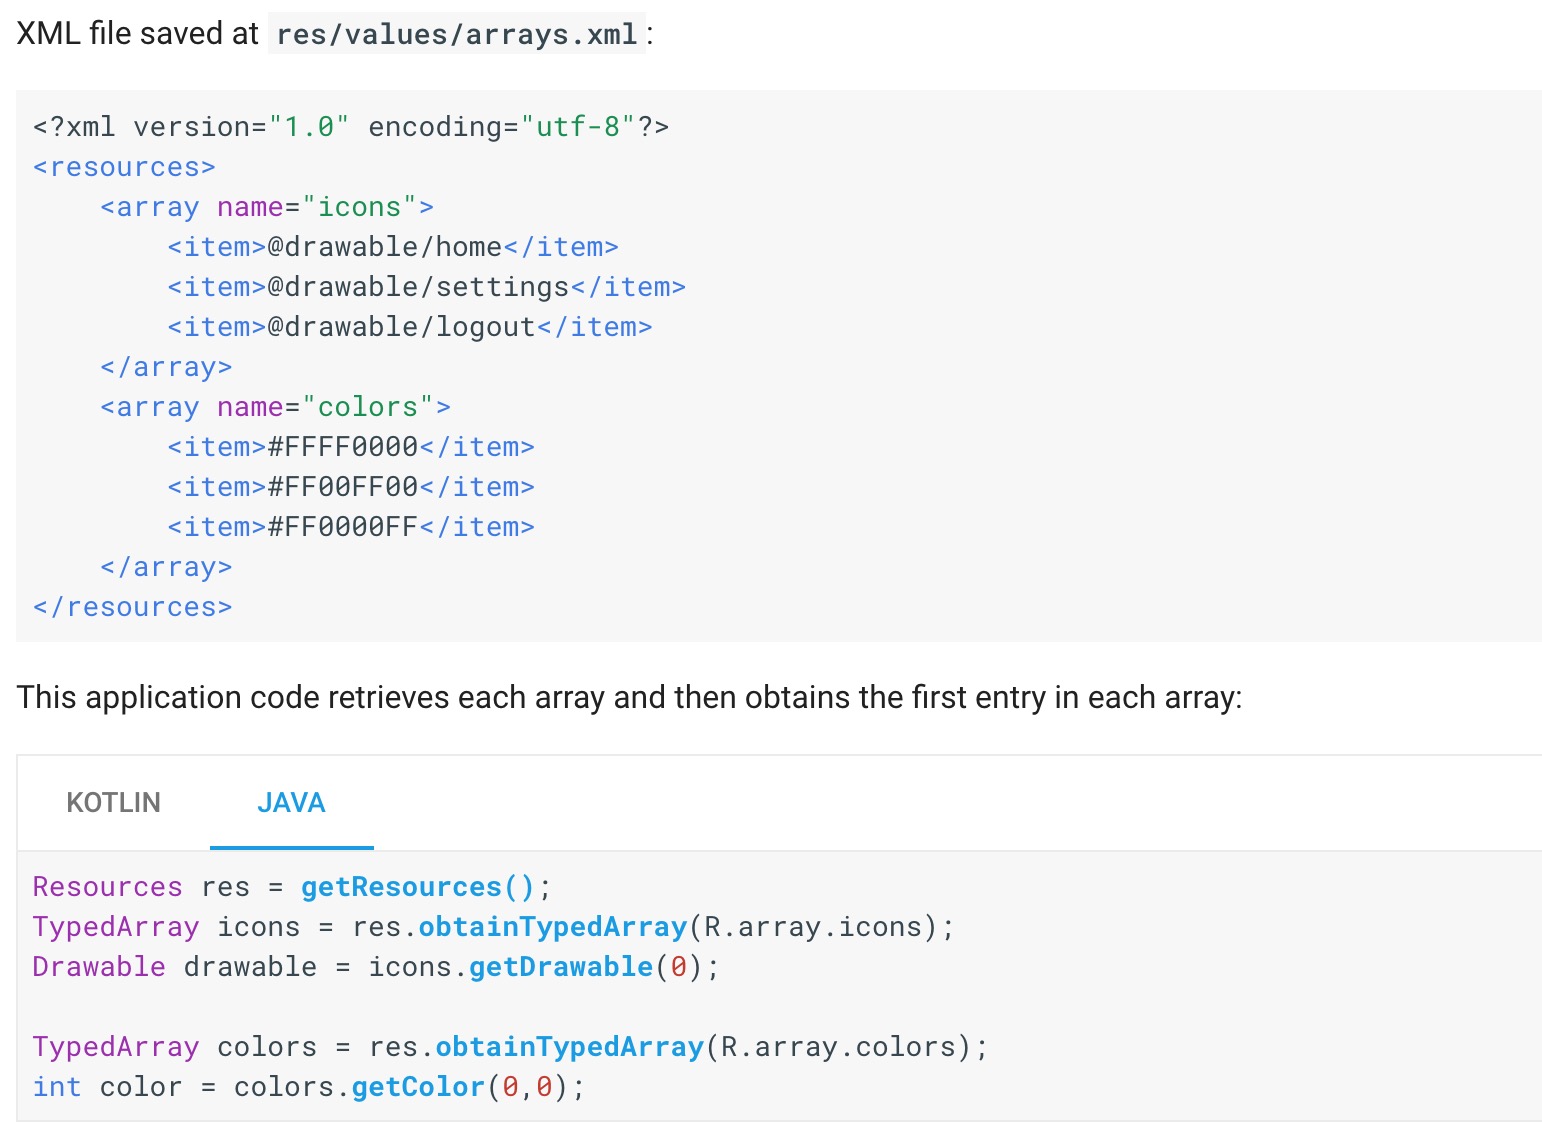 XML file saved at res/values/arrays.xml:
<?xml version="1.0" encoding="utf-8"?>
<resources>
    <array name="icons">
        <item>@drawable/home</item>
        <item>@drawable/settings</item>
        <item>@drawable/logout</item>
    </array>
    <array name="colors">
        <item>#FFFF0000</item>
        <item>#FF00FF00</item>
        <item>#FF0000FF</item>
    </array>
</resources>
This application code retrieves each array and then obtains the first entry in each array:
KOTLIN JAVA
Resources res = getResources();
TypedArray icons = res.obtainTypedArray(R.array.icons);
Drawable drawable = icons.getDrawable(0);
TypedArray colors = res.obtainTypedArray(R.array.colors);
int color = colors.getColor(0,0);